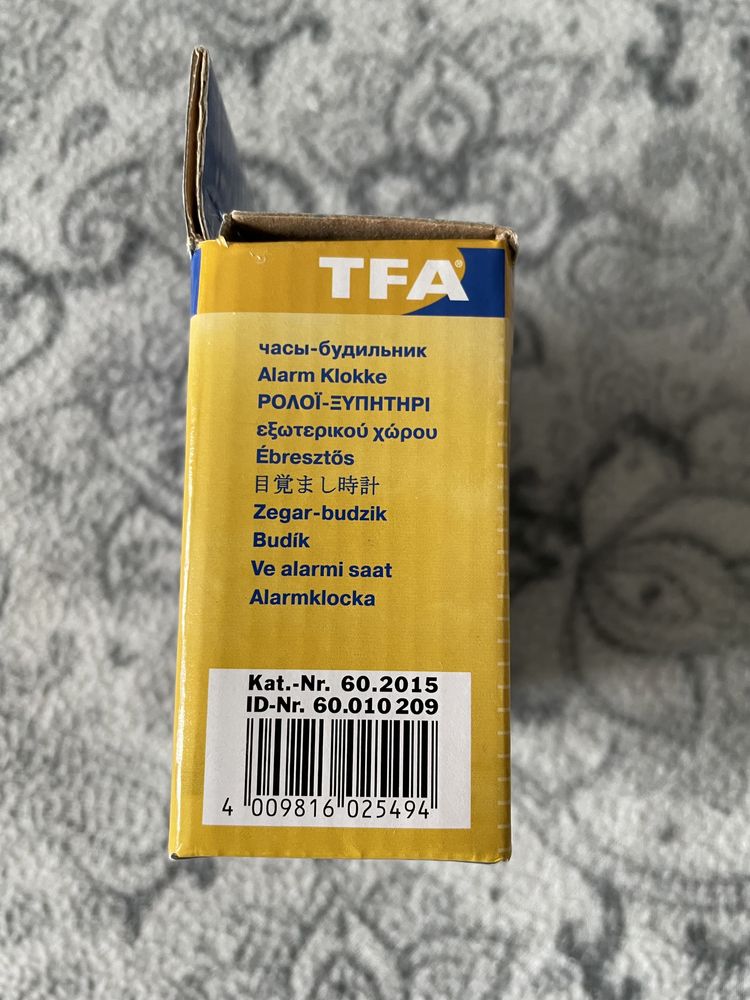 TFA®
часы-будильник
Alarm Klokke
ΡΟΛΟΪ-ΞΥΠΗΤΗΡΙ
εξωτερικού χώρου
Ébresztős
目覚まし時計
Zegar-budzik
Budík
Ve alarmi saat
Alarmklocka
Kat.-Nr. 60.2015
ID-Nr. 60.010 209
4 009816 025494